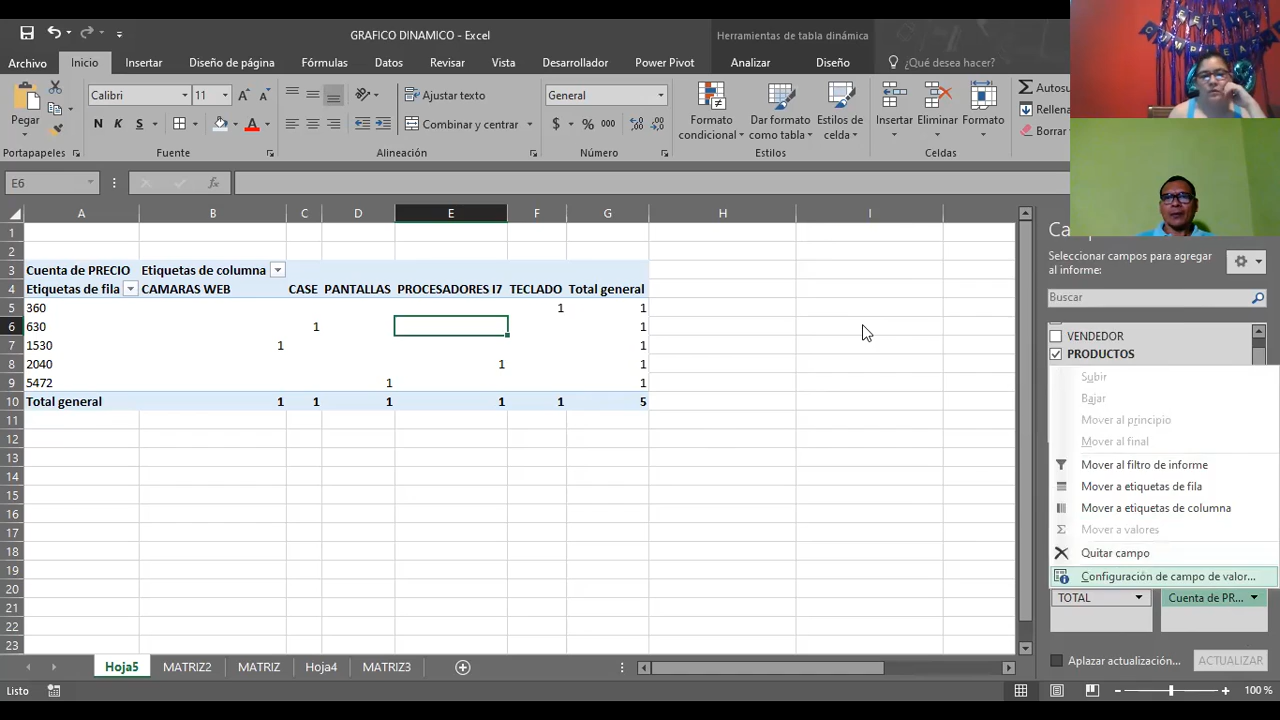 GRAFICO DINAMICO - Excel
Herramientas de tabla dinámica
Archivo Inicio Insertar Diseño de página Fórmulas Datos Revisar Vista Desarrollador Power Pivot Analizar Diseño ¿Qué desea hacer?
Pegar
Calibri 11
Ajustar texto
General
Formato condicional
Dar formato como tabla
Estilos de celda
Insertar Eliminar Formato
Autosu
Rellena
Borrar
N K S
Combinar y centrar
$ % 000
Portapapeles Fuente Alineación Número Estilos Celdas
FELIZ
E6 fx
A B C D E F G H I
1
2
3 Cuenta de PRECIO Etiquetas de columna
4 Etiquetas de fila CAMARAS WEB CASE PANTALLAS PROCESADORES I7 TECLADO Total general
5 360 1 1
6 630 1 1
7 1530 1 1
8 2040 1 1
9 5472 1 1
10 Total general 1 1 1 1 1 5
11
12
13
14
15
16
17
18
19
20
21
22
23
Ca
Seleccionar campos para agregar al informe:
Buscar
VENDEDOR
PRODUCTOS
Subir
Bajar
Mover al principio
Mover al final
Mover al filtro de informe
Mover a etiquetas de fila
Mover a etiquetas de columna
Mover a valores
Quitar campo
Configuración de campo de valor...
TOTAL Cuenta de PR...
Aplazar actualización... ACTUALIZAR
Hoja5 MATRIZ2 MATRIZ Hoja4 MATRIZ3
Listo 100 %